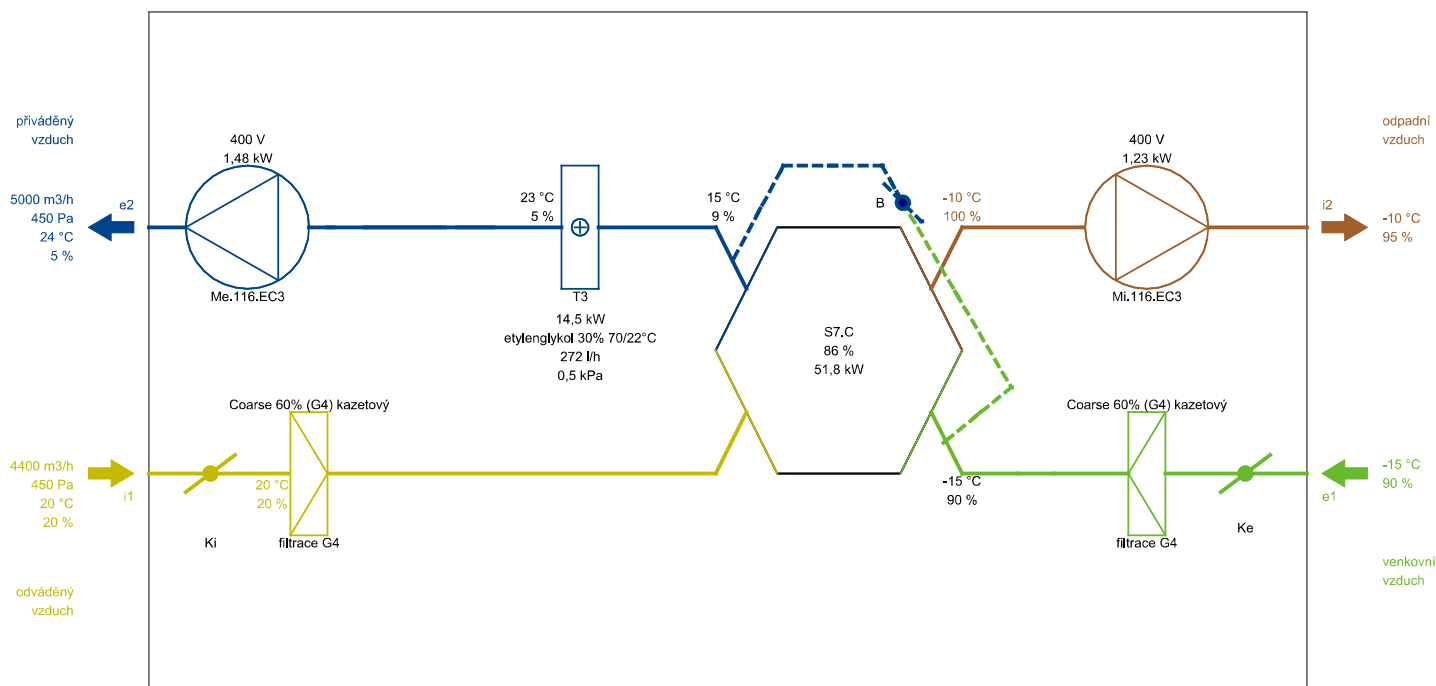 přiváděný
vzduch
5000 m3/h
450 Pa
24 °C
5 %
e2
400 V
1,48 kW
Me.116.EC3
23 °C
5 %
T3
14,5 kW
etylenglykol 30% 70/22°C
272 l/h
0,5 kPa
15 °C
9 %
B
-10 °C
100 %
400 V
1,23 kW
Mi.116.EC3
odpadní
vzduch
i2
-10 °C
95 %
S7.C
86 %
51,8 kW
4400 m3/h
450 Pa
20 °C
20 %
i1
Ki
Coarse 60% (G4) kazetový
20 °C
20 %
filtrace G4
odváděný
vzduch
-15 °C
90 %
Coarse 60% (G4) kazetový
filtrace G4
Ke
e1
-15 °C
90 %
venkovní
vzduch